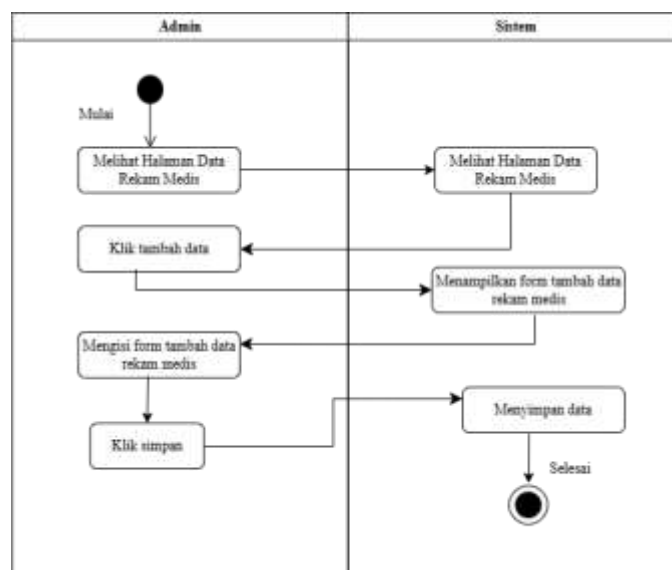 Admin
Sistem
Mulai
Melihat Halaman Data
Rekam Medis
Melihat Halaman Data
Rekam Medis
Klik tambah data
Menampilkan form tambah data
rekam medis
Mengisi form tambah data
rekam medis
Menyimpan data
Klik simpan
Selesai